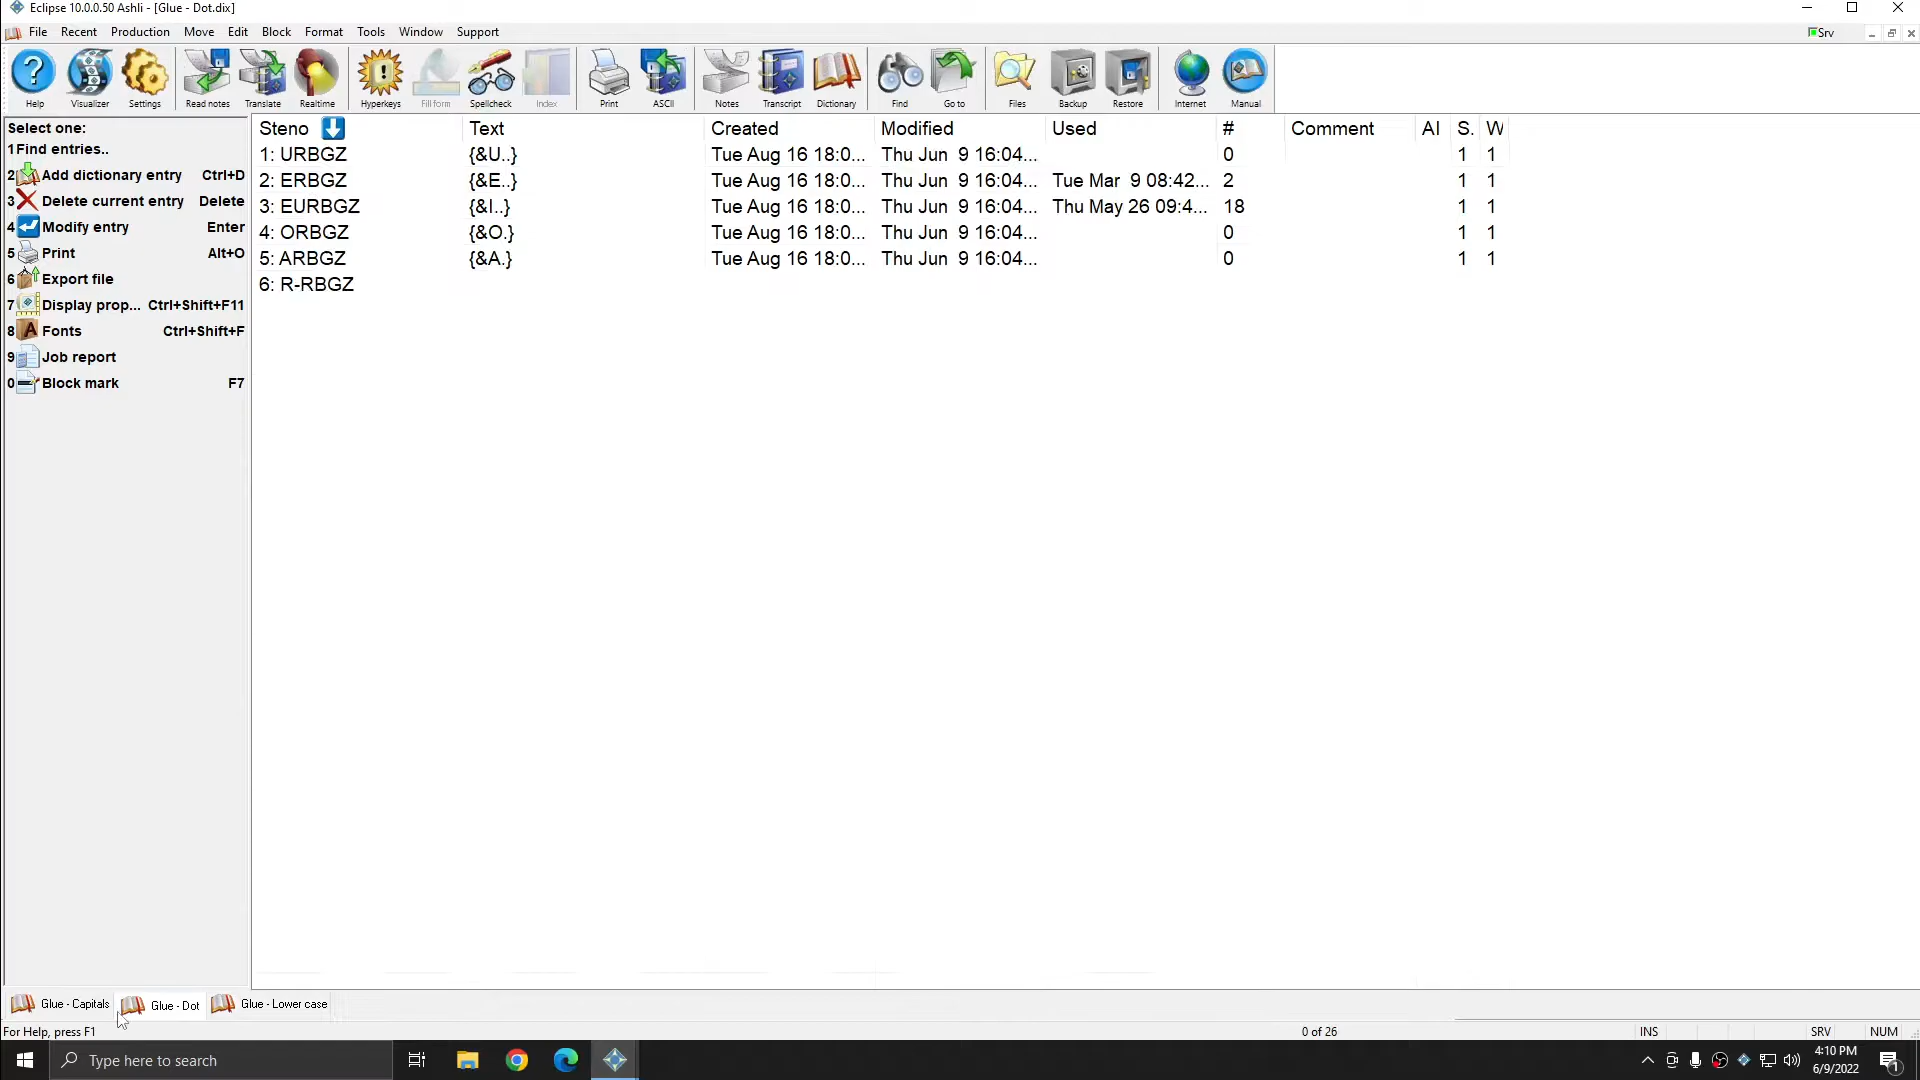 Eclipse 10.0.0.50 Ashli - [Glue - Dot.dix]
File Recent Production Move Edit Block Format Tools Window Support Srv
Help Visualizer Settings Read notes Translate Realtime Hyperkeys Fill form Spellcheck Index Print ASCII Notes Transcript Dictionary Find Go to Files Backup Restore Internet Manual
Select one:
1 Find entries..
2 Add dictionary entry Ctrl+D
3 Delete current entry Delete
4 Modify entry Enter
5 Print Alt+O
6 Export file
7 Display prop... Ctrl+Shift+F11
8 Fonts Ctrl+Shift+F
9 Job report
0 Block mark F7
Steno Text Created Modified Used # Comment Al S. W
1: URBGZ {&U..} Tue Aug 16 18:0... Thu Jun 9 16:04... 0 1 1
2: ERBGZ {&E..} Tue Aug 16 18:0... Thu Jun 9 16:04... Tue Mar 9 08:42... 2 1 1
3: EURBGZ {&I..} Tue Aug 16 18:0... Thu Jun 9 16:04... Thu May 26 09:4... 18 1 1
4: ORBGZ {&O.} Tue Aug 16 18:0... Thu Jun 9 16:04... 0 1 1
5: ARBGZ {&A.} Tue Aug 16 18:0... Thu Jun 9 16:04... 0 1 1
6: R-RBGZ
Glue - Capitals Glue - Dot Glue - Lower case
For Help, press F1 0 of 26 INS SRV NUM
Type here to search
4:10 PM
6/9/2022
1